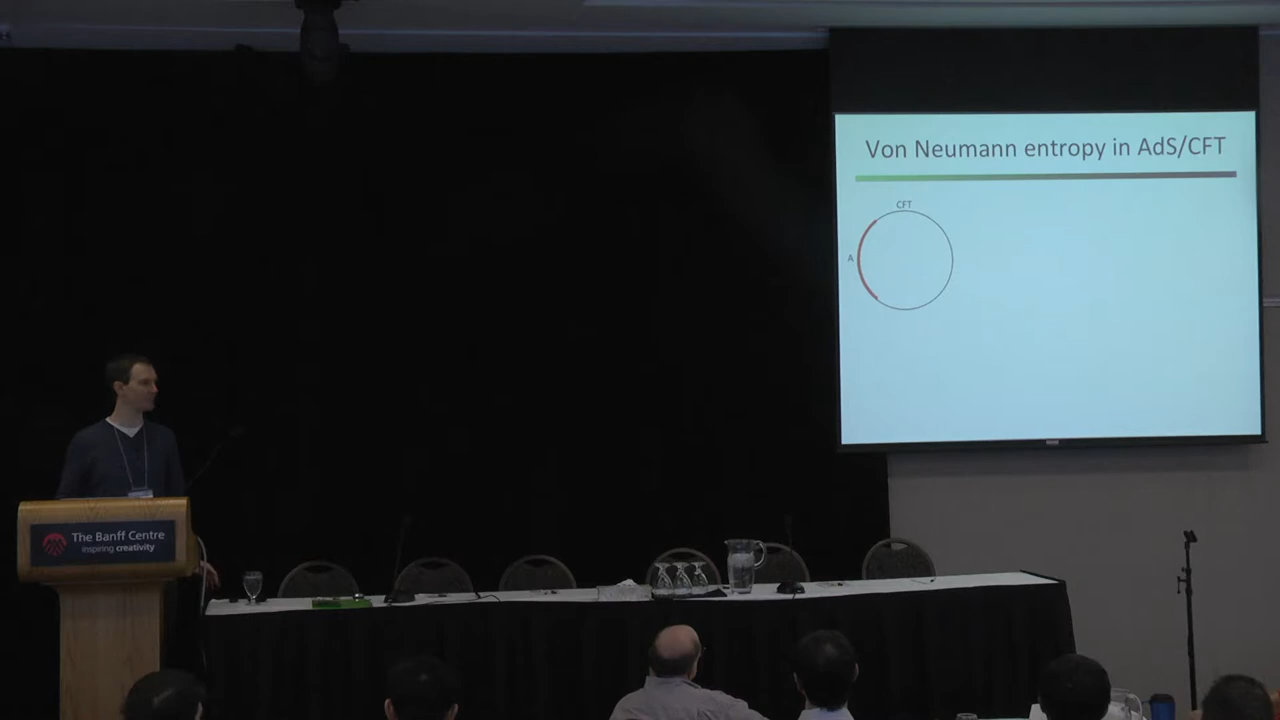 Von Neumann entropy in AdS/CFT
CFT
A
The Banff Centre
inspiring creativity